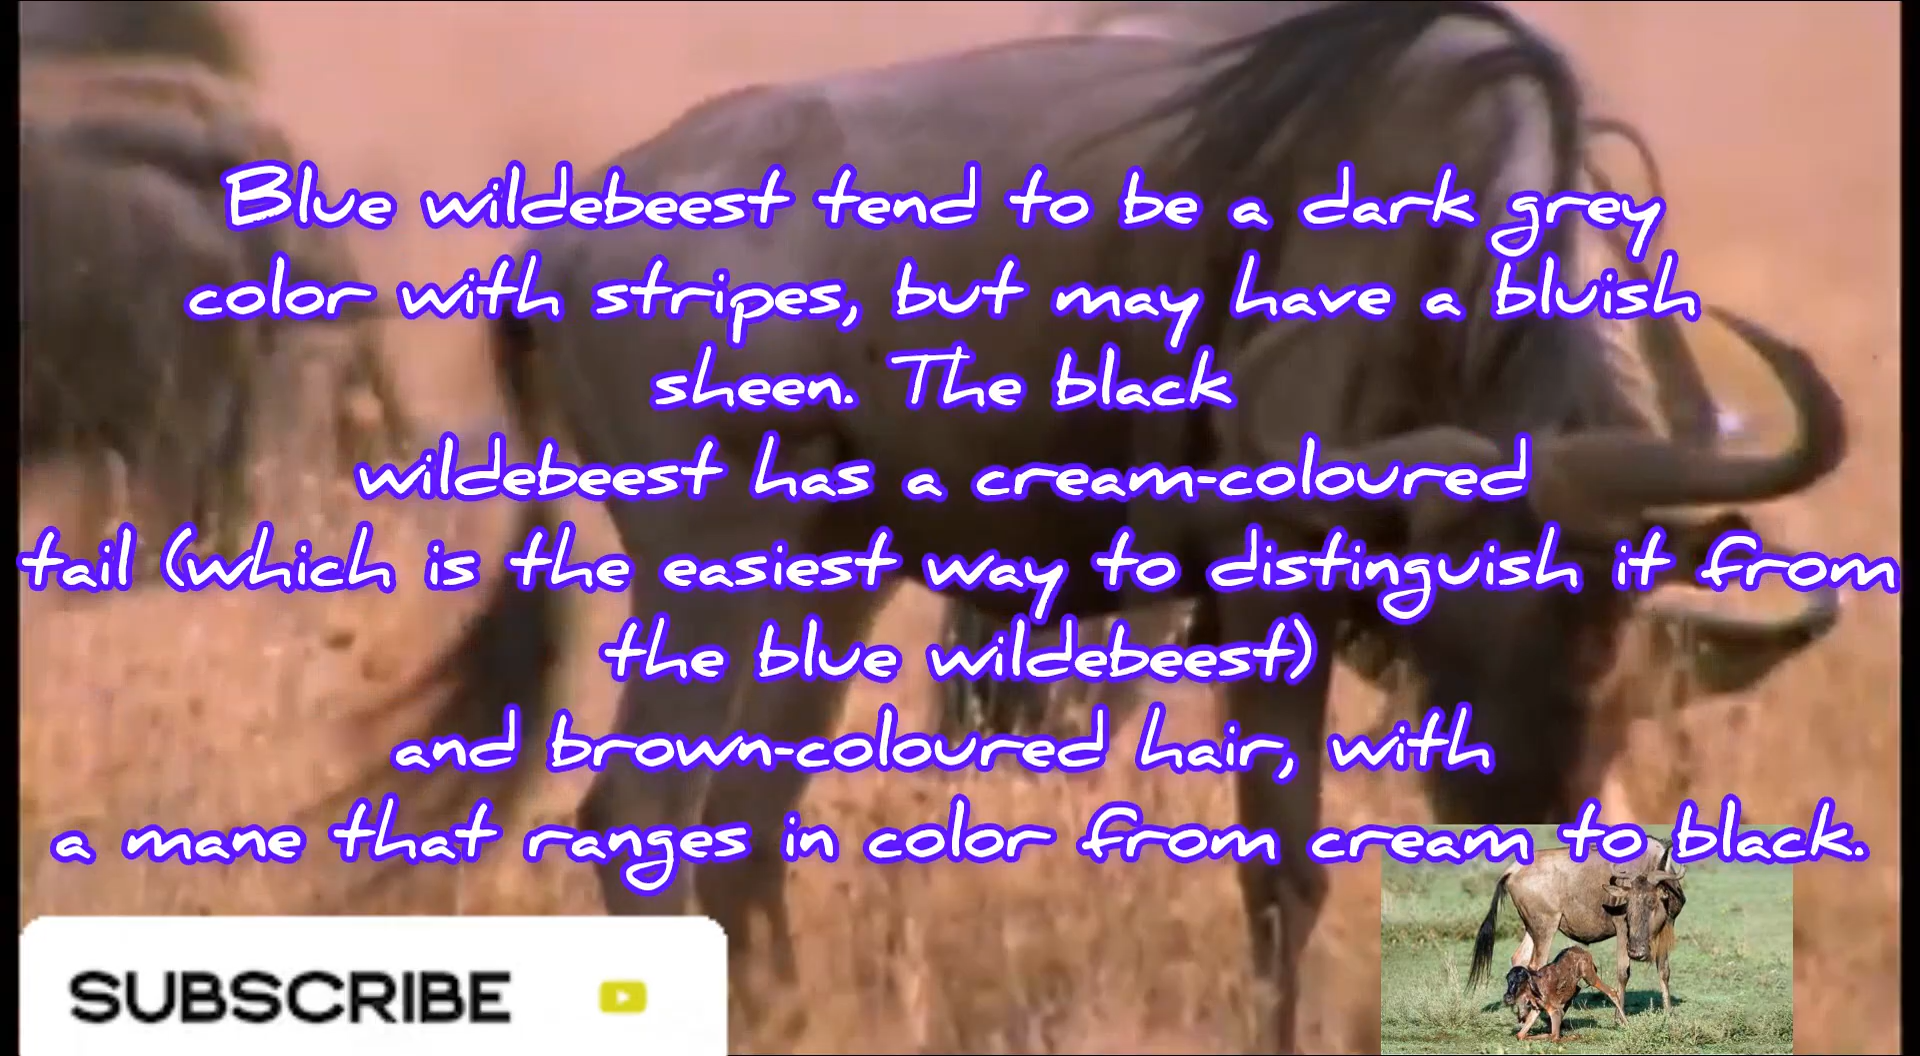 Blue wildebeest tend to be a dark grey
color with stripes, but may have a bluish
sheen. The black
wildebeest has a cream-coloured
tail (which is the easiest way to distinguish it from
the blue wildebeest)
and brown-coloured hair, with
a mane that ranges in color from cream to black.
SUBSCRIBE